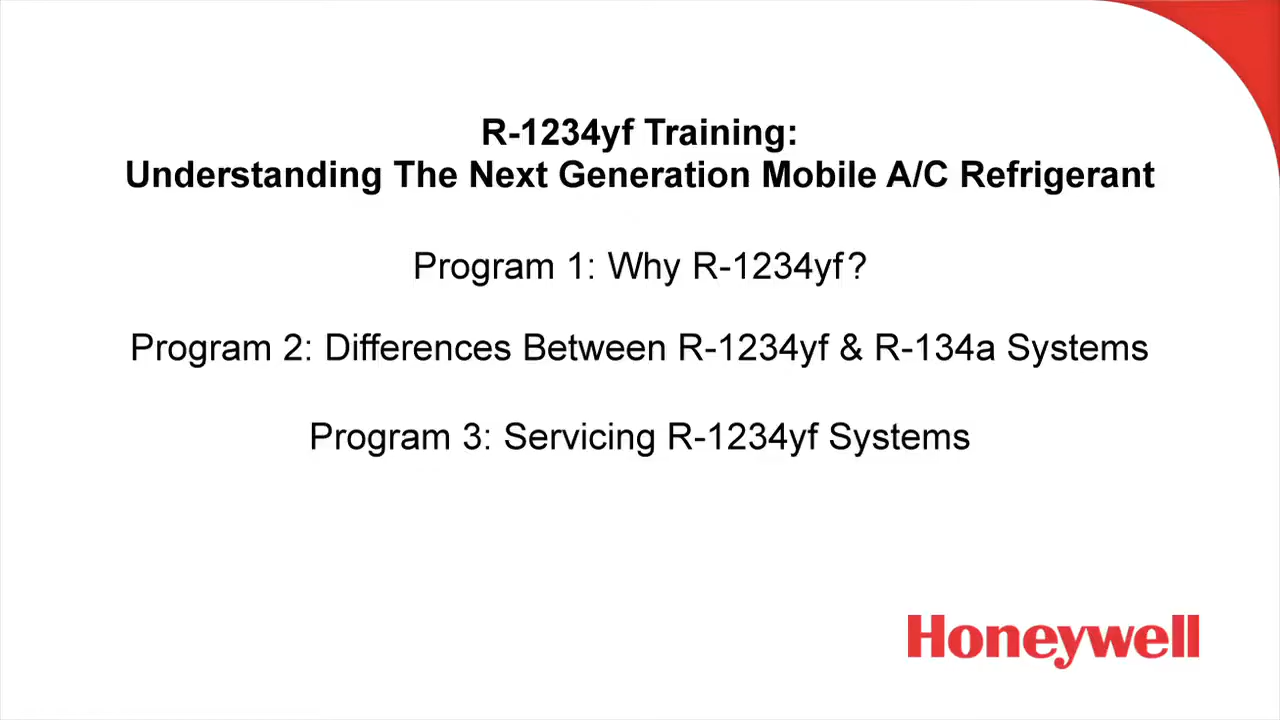 R-1234yf Training:
Understanding The Next Generation Mobile A/C Refrigerant
Program 1: Why R-1234yf?
Program 2: Differences Between R-1234yf & R-134a Systems
Program 3: Servicing R-1234yf Systems
Honeywell